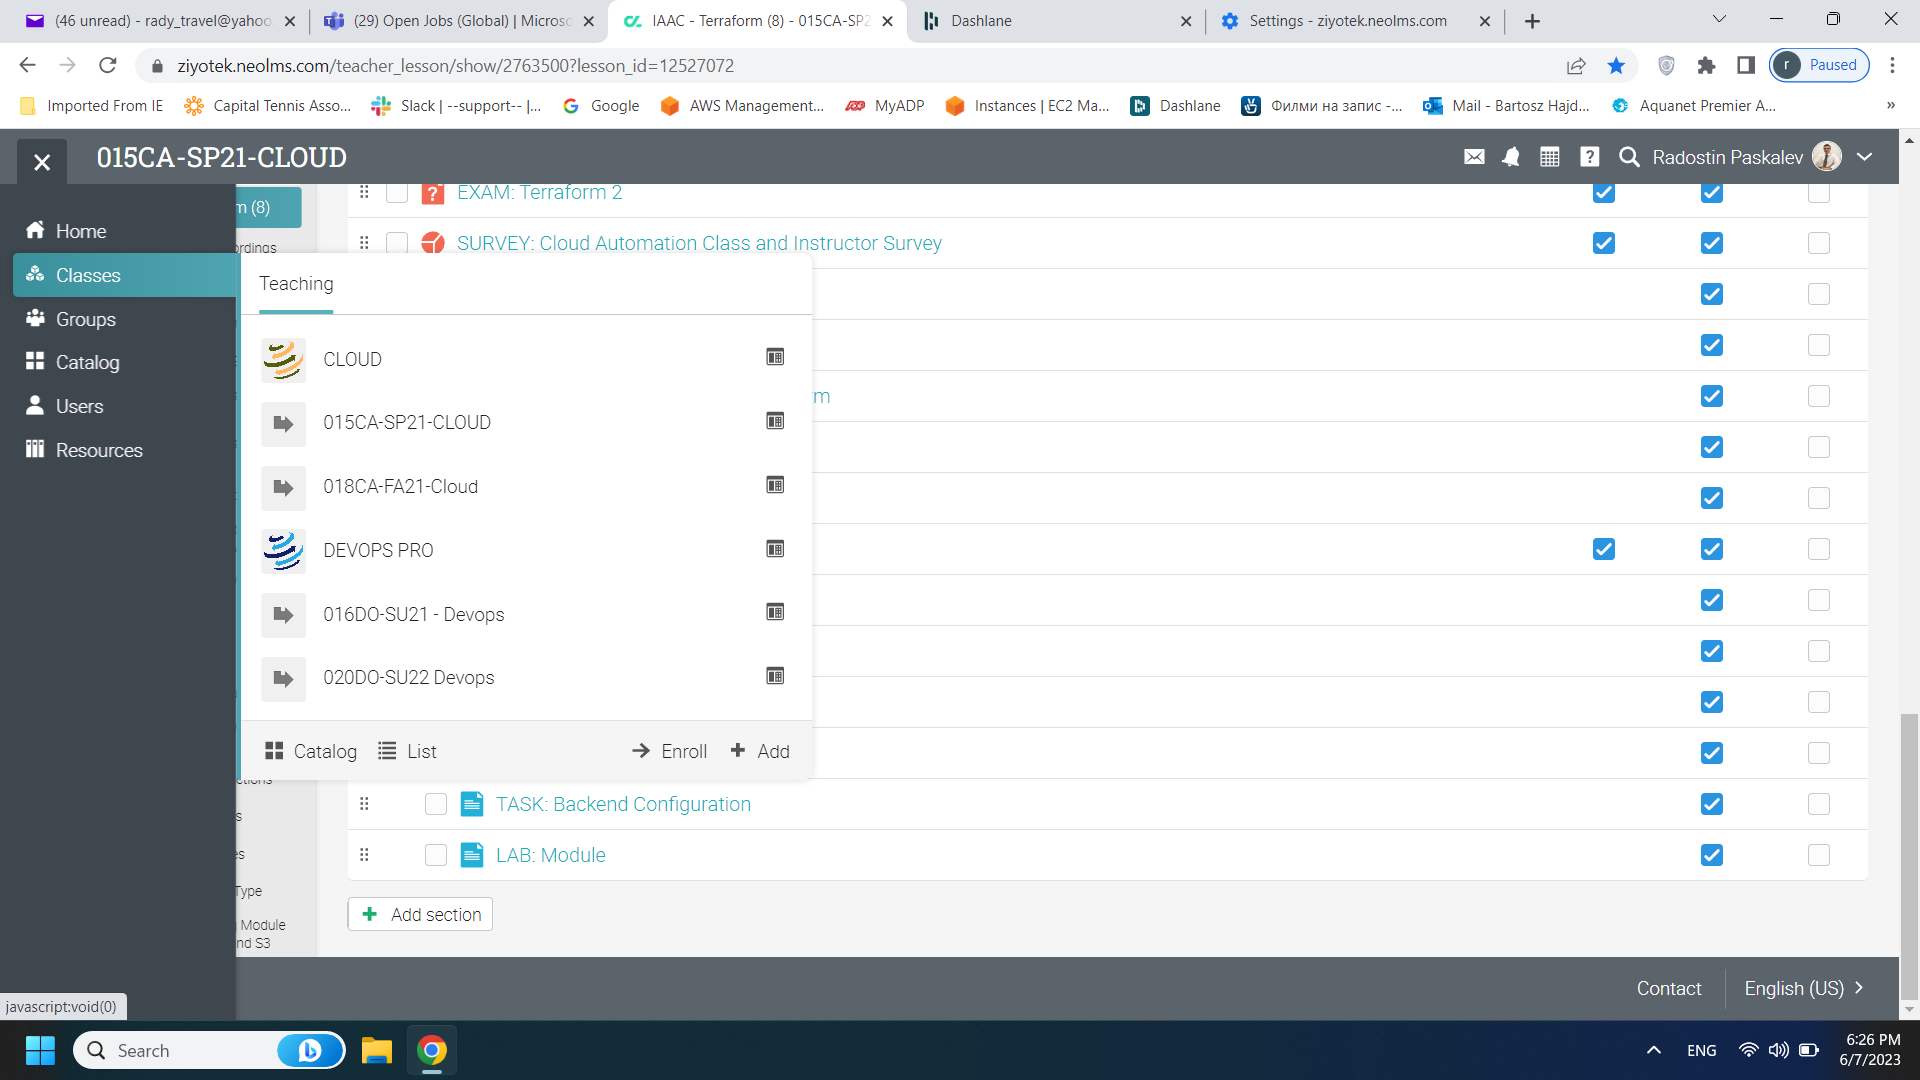 (46 unread) - rady_travel@yahoo
(29) Open Jobs (Global) | Microso
IAAC - Terraform (8) - 015CA-SP2
Dashlane
Settings - ziyotek.neolms.com
ziyotek.neolms.com/teacher_lesson/show/2763500?lesson_id=12527072
r Paused
Imported From IE
Capital Tennis Asso...
Slack | --support-- |...
Google
AWS Management...
MyADP
Instances | EC2 Ma...
Dashlane
Филми на запис -...
Mail - Bartosz Hajd...
Aquanet Premier A...
»
015CA-SP21-CLOUD
Radostin Paskalev
m (8)
ordings
Home
Classes
Groups
Catalog
Users
Resources
EXAM: Terraform 2
SURVEY: Cloud Automation Class and Instructor Survey
Teaching
CLOUD
015CA-SP21-CLOUD
018CA-FA21-Cloud
DEVOPS PRO
016DO-SU21 - Devops
020DO-SU22 Devops
Catalog
List
Enroll
Add
rm
TASK: Backend Configuration
LAB: Module
Add section
ections
s
es
Type
Module
nd S3
Contact
English (US)
javascript:void(0)
Search
ENG
6:26 PM
6/7/2023